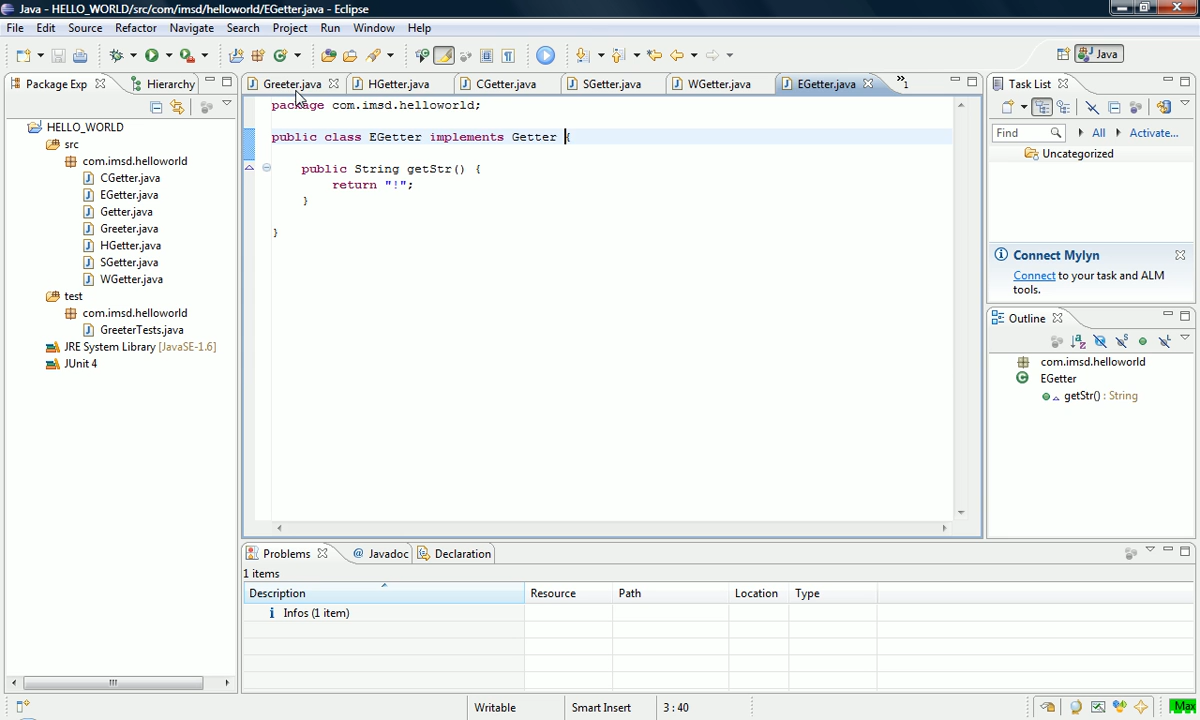 Java - HELLO_WORLD/src/com/imsd/helloworld/EGetter.java - Eclipse
File Edit Source Refactor Navigate Search Project Run Window Help
Java
Package Exp Hierarchy
Greeter.java HGetter.java CGetter.java SGetter.java WGetter.java EGetter.java »1
Task List
Find All Activate...
Uncategorized
Connect Mylyn
Connect to your task and ALM
tools.
Outline
com.imsd.helloworld
EGetter
getStr() : String
HELLO_WORLD
src
com.imsd.helloworld
CGetter.java
EGetter.java
Getter.java
Greeter.java
HGetter.java
SGetter.java
WGetter.java
test
com.imsd.helloworld
GreeterTests.java
JRE System Library [JavaSE-1.6]
JUnit 4
package com.imsd.helloworld;
public class EGetter implements Getter {
public String getStr() {
return "!";
}
}
Problems @ Javadoc Declaration
1 items
Description Resource Path Location Type
Infos (1 item)
Writable Smart Insert 3 : 40
Max